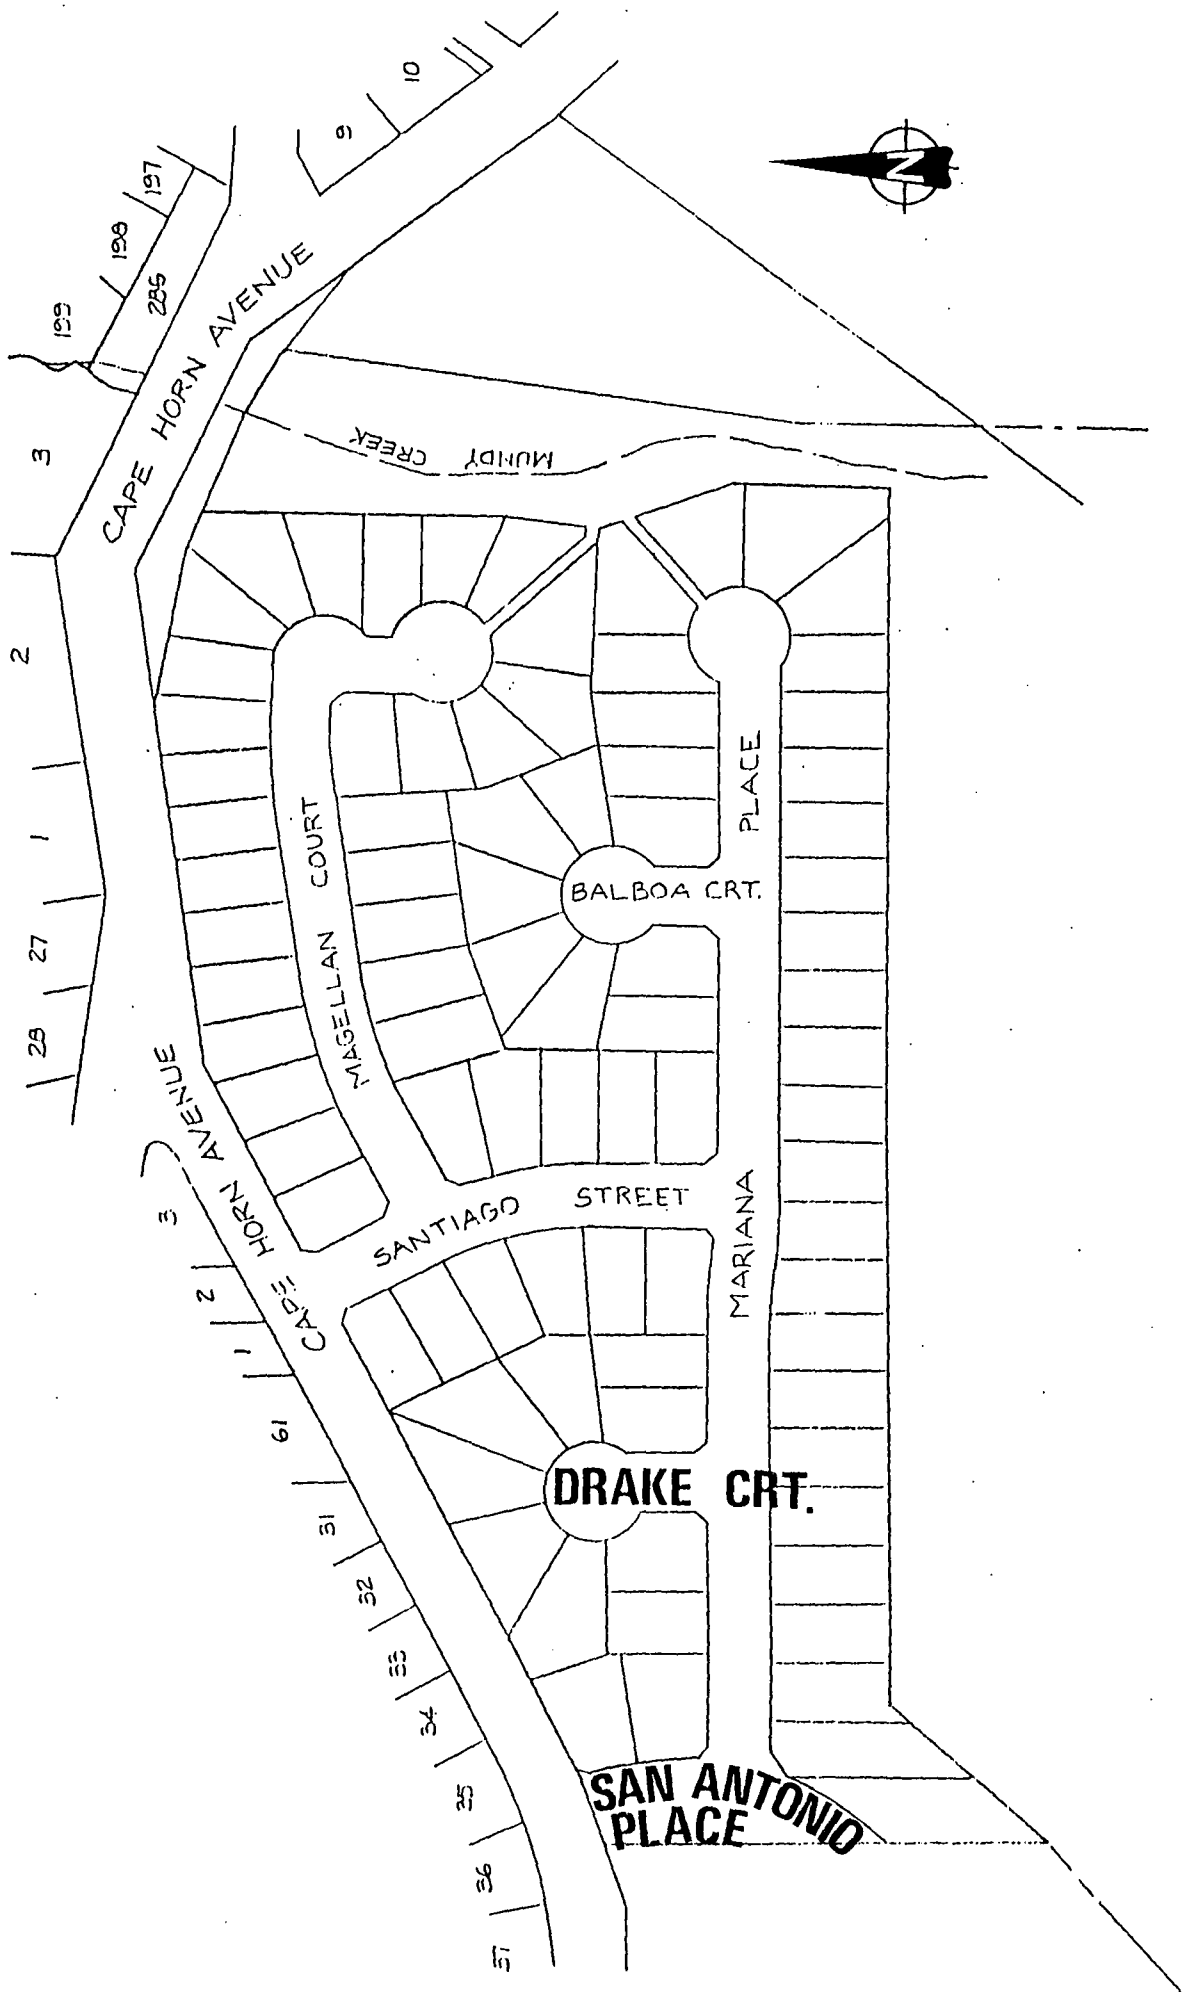 10
9
N
197
198
199
285
CAPE HORN AVENUE
3
MUNDY CREEK
2
PLACE
1
MAGELLAN COURT
BALBOA CRT.
27
28
CAPE HORN AVENUE
3
SANTIAGO STREET
MARIANA
2
1
61
DRAKE CRT.
31
32
33
34
35
SAN ANTONIO
PLACE
36